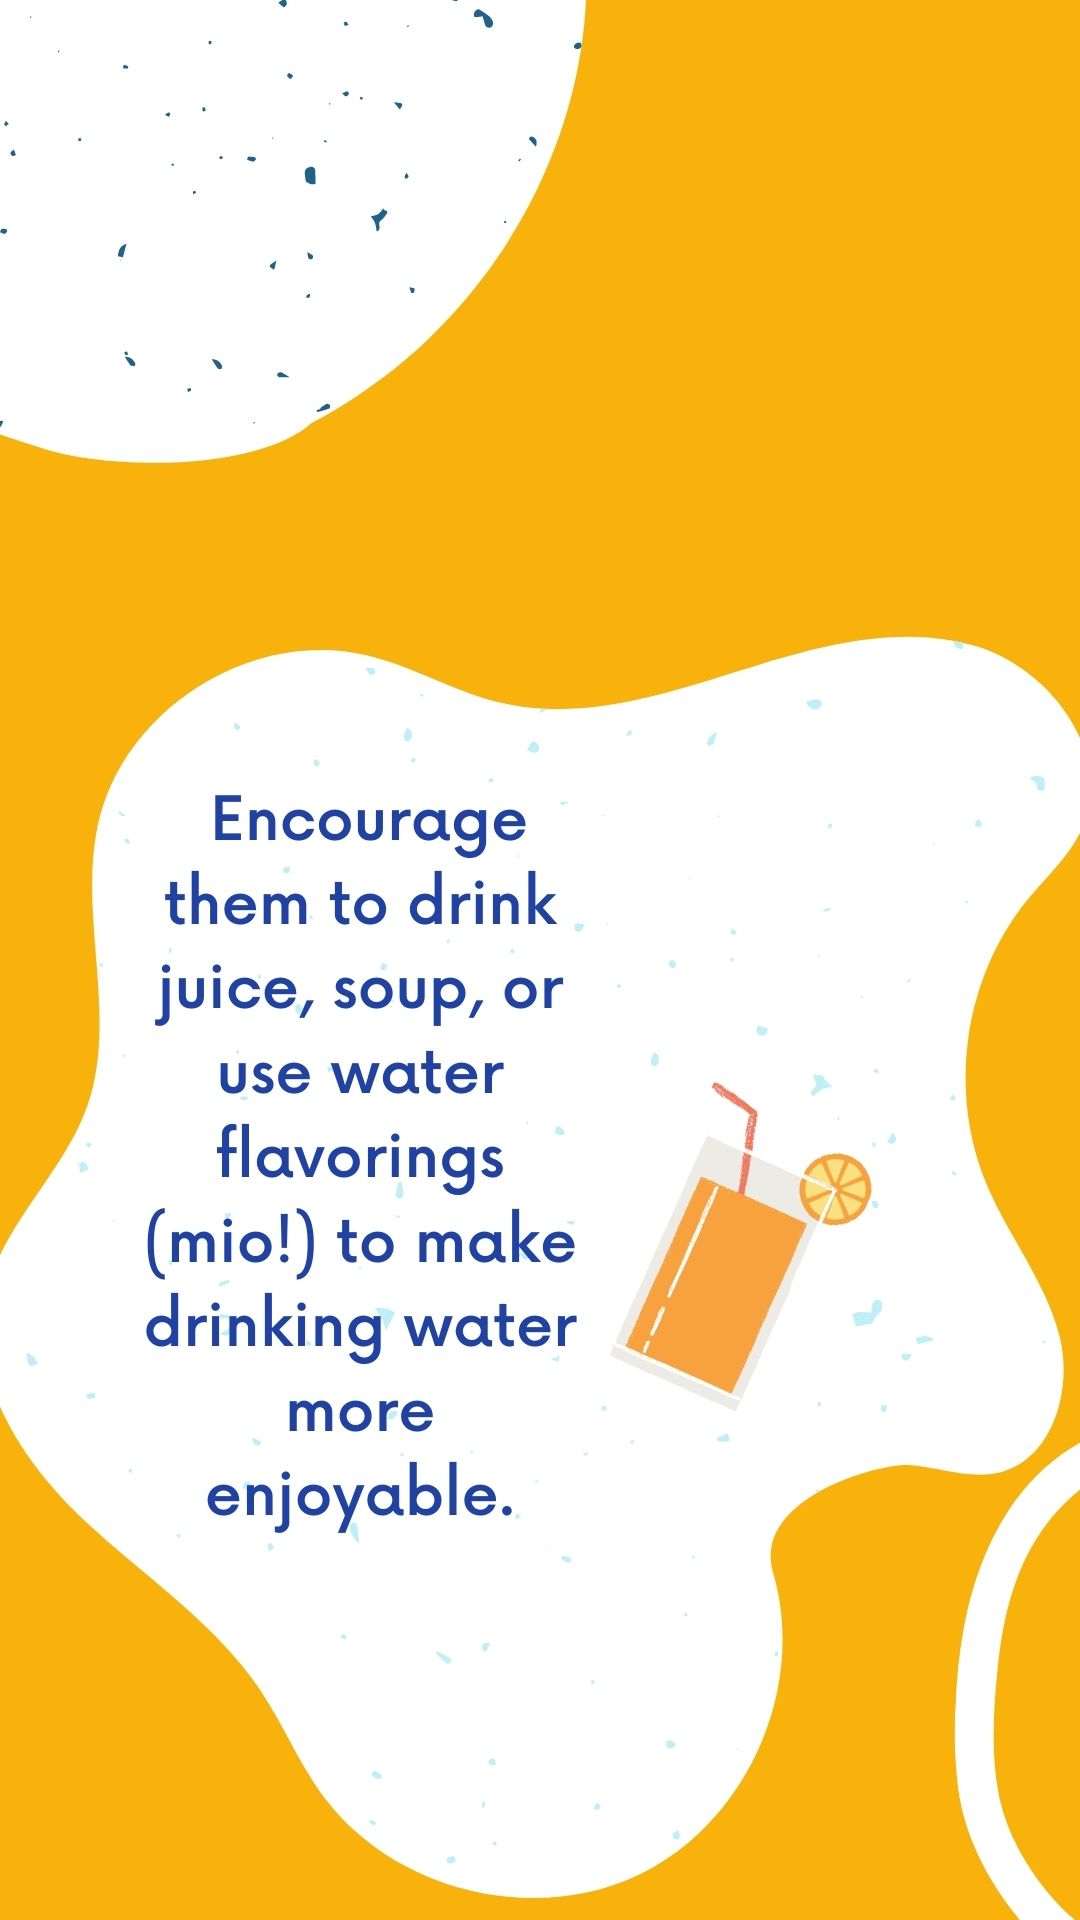 Encourage
them to drink
juice, soup, or
use water
flavorings
(mio!) to make
drinking water
more
enjoyable.